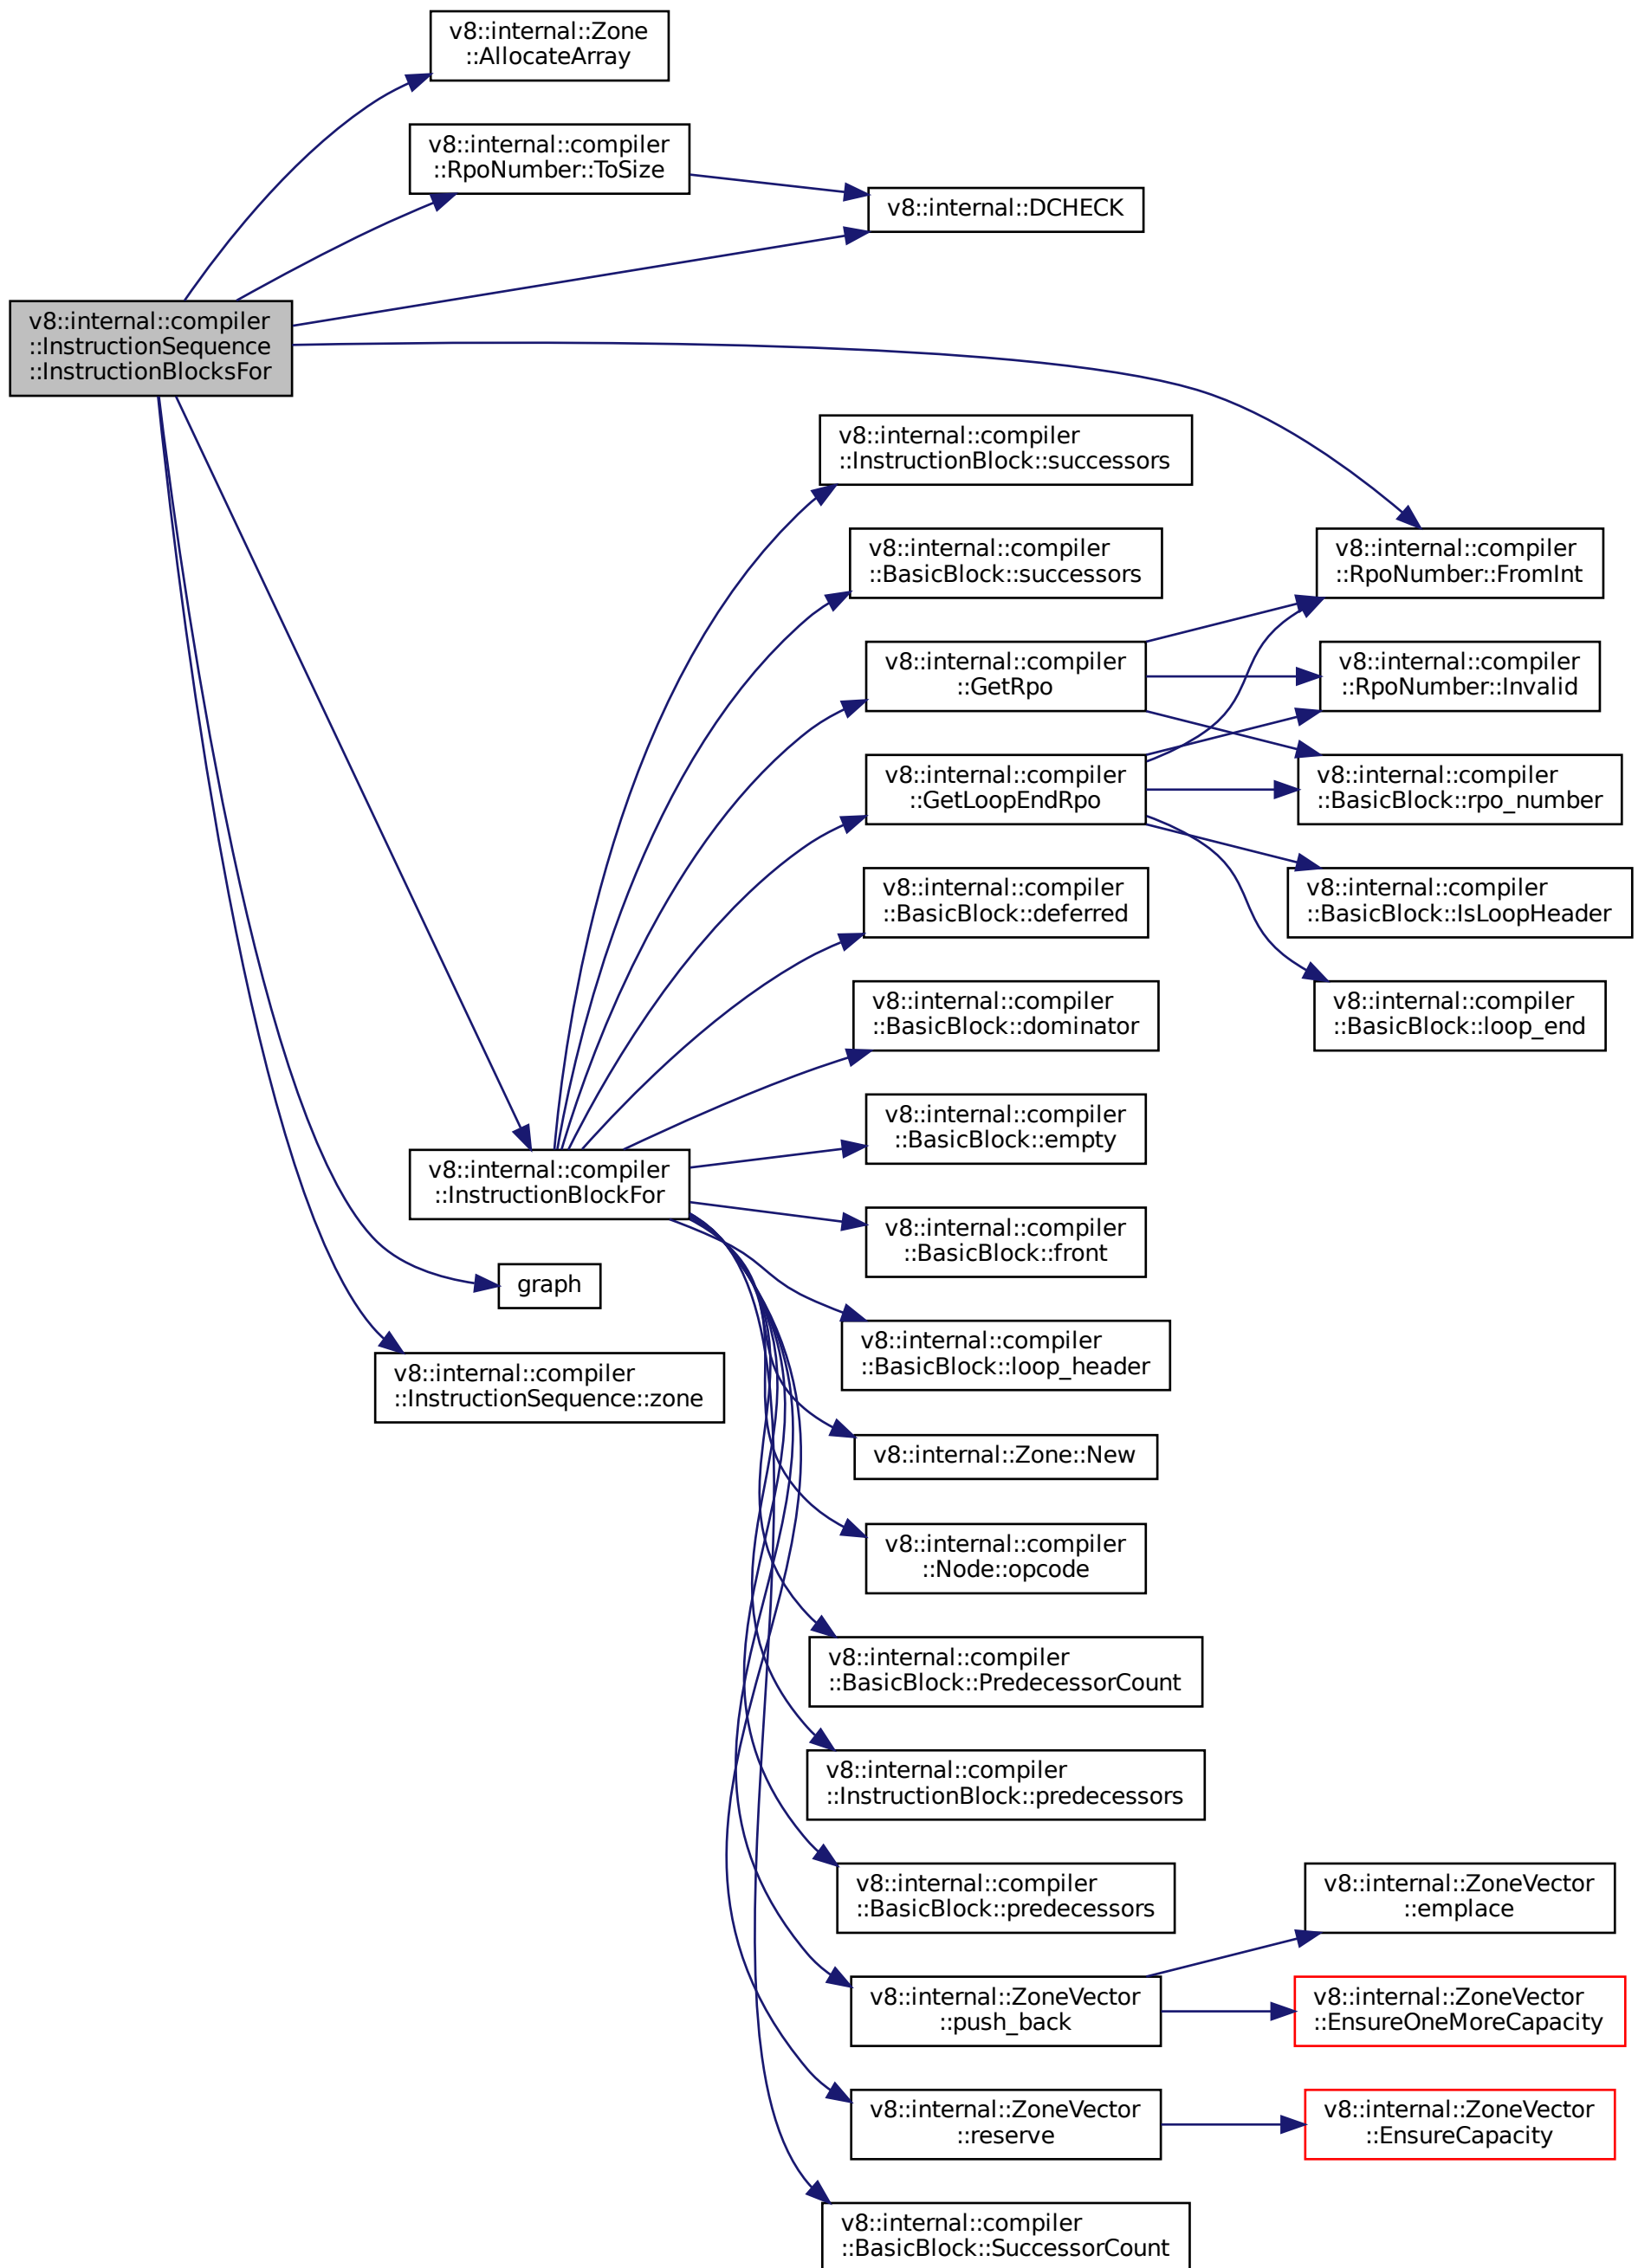 v8::internal::Zone
::AllocateArray
v8::internal::compiler
::RpoNumber::ToSize
v8::internal::DCHECK
v8::internal::compiler
::InstructionSequence
::InstructionBlocksFor
v8::internal::compiler
::InstructionBlock::successors
v8::internal::compiler
::BasicBlock::successors
v8::internal::compiler
::RpoNumber::FromInt
v8::internal::compiler
::GetRpo
v8::internal::compiler
::RpoNumber::Invalid
v8::internal::compiler
::GetLoopEndRpo
v8::internal::compiler
::BasicBlock::rpo_number
v8::internal::compiler
::BasicBlock::deferred
v8::internal::compiler
::BasicBlock::IsLoopHeader
v8::internal::compiler
::BasicBlock::dominator
v8::internal::compiler
::BasicBlock::loop_end
v8::internal::compiler
::BasicBlock::empty
v8::internal::compiler
::InstructionBlockFor
v8::internal::compiler
::BasicBlock::front
graph
v8::internal::compiler
::BasicBlock::loop_header
v8::internal::compiler
::InstructionSequence::zone
v8::internal::Zone::New
v8::internal::compiler
::Node::opcode
v8::internal::compiler
::BasicBlock::PredecessorCount
v8::internal::compiler
::InstructionBlock::predecessors
v8::internal::compiler
::BasicBlock::predecessors
v8::internal::ZoneVector
::emplace
v8::internal::ZoneVector
::push_back
v8::internal::ZoneVector
::EnsureOneMoreCapacity
v8::internal::ZoneVector
::reserve
v8::internal::ZoneVector
::EnsureCapacity
v8::internal::compiler
::BasicBlock::SuccessorCount